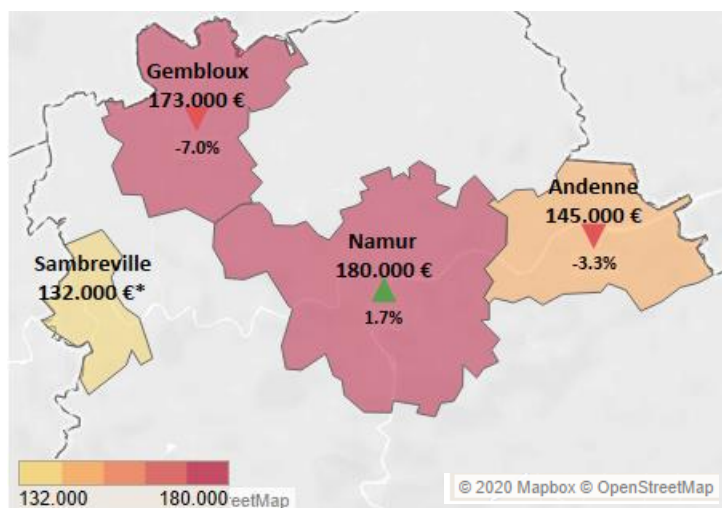 Gembloux
173.000 €
-7.0%
Andenne
145.000 €
-3.3%
Namur
180.000 €
1.7%
Sambreville
132.000 €*
132.000
180.000
reetMap
© 2020 Mapbox © OpenStreetMap